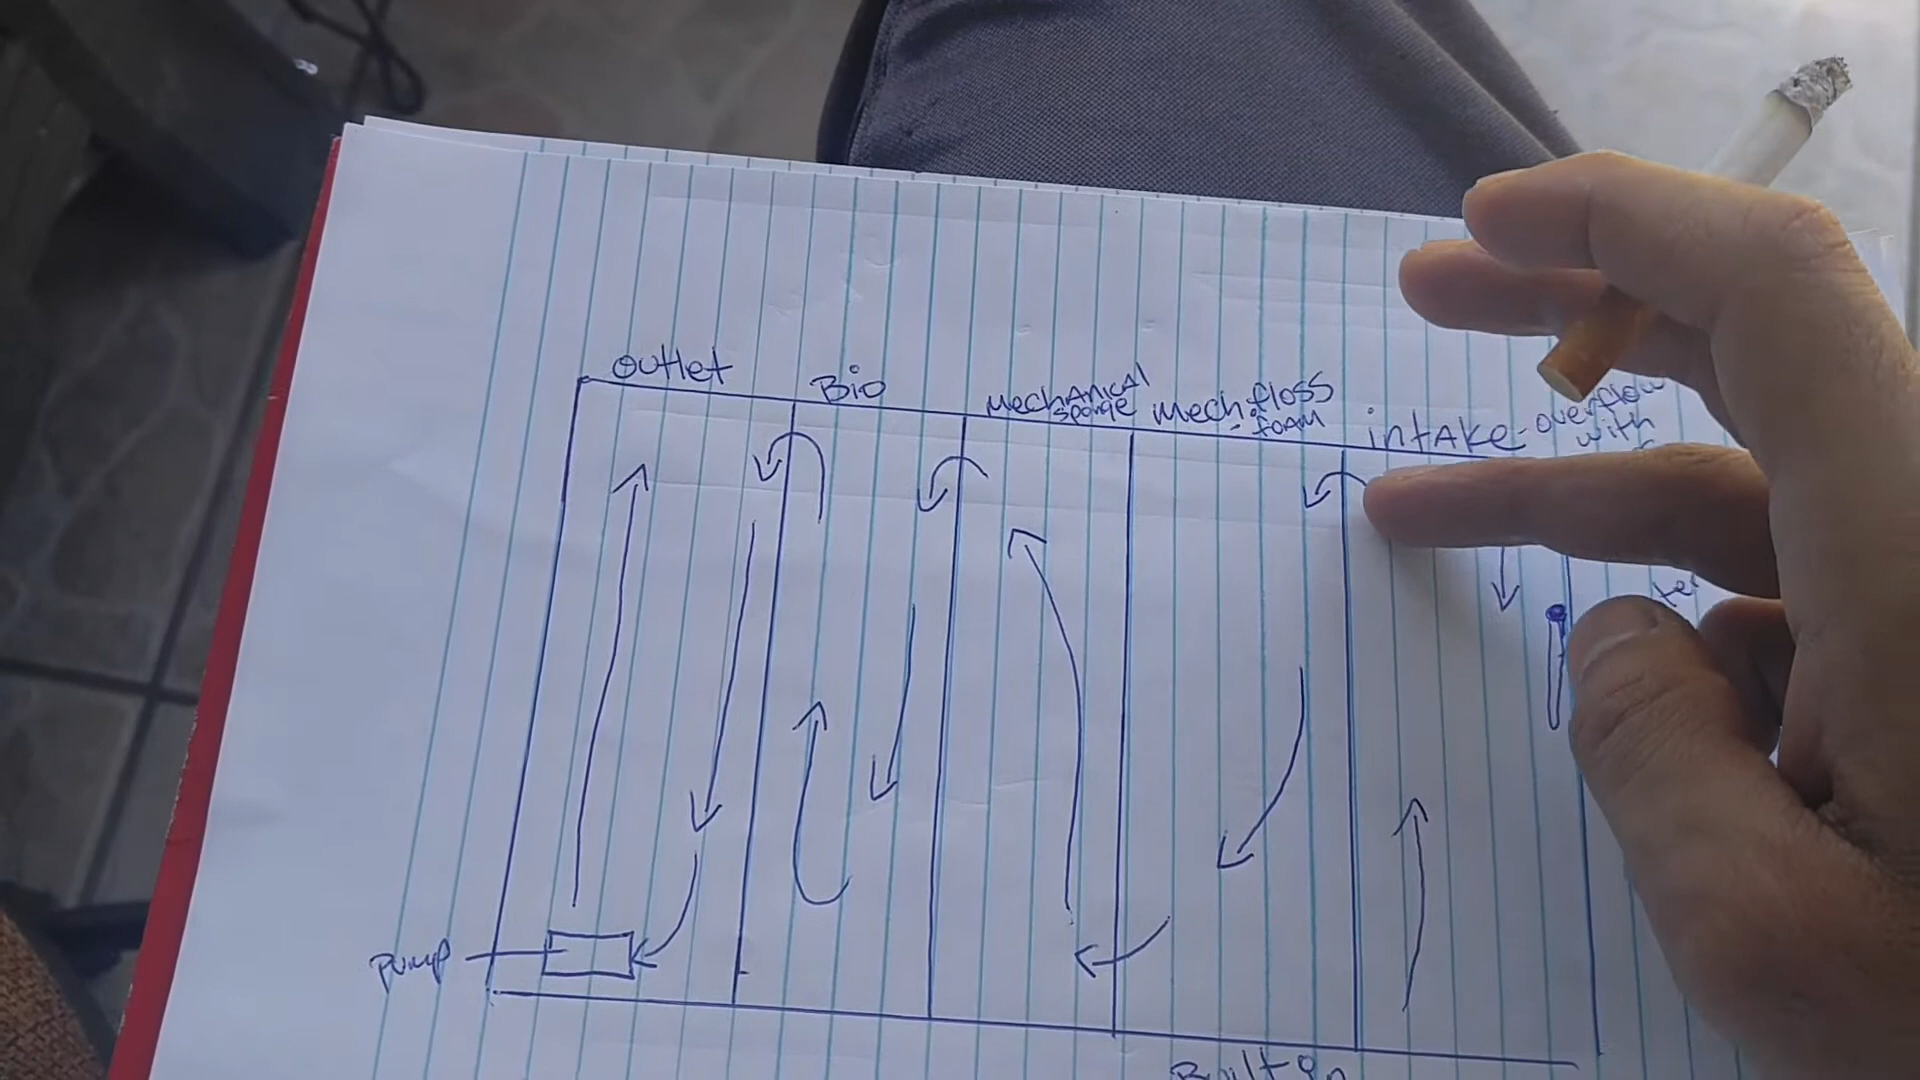 outlet
Bio
MechANicAl
sponge
Mech. floss
- foam
intAke - overflow
with
Pump